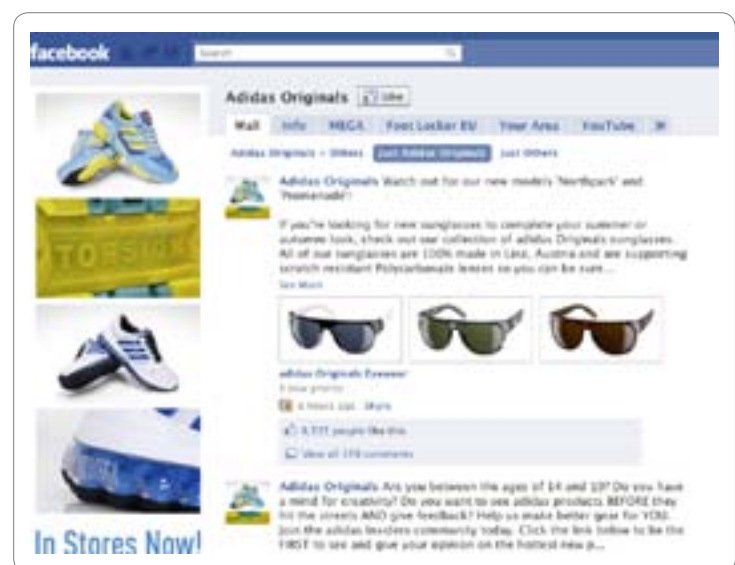 facebook
Search
Adidas Originals Like
Wall Info MEGA Foot Locker EU Your Area YouTube »
Adidas Originals + Others Just Adidas Originals Just Others
Adidas Originals Watch out for our new models 'Northpark' and
'Promenade'!
If you're looking for new sunglasses to complete your summer or
autumn look, check out our collection of adidas Originals sunglasses.
All of our sunglasses are 100% made in Linz, Austria and are supporting
scratch resistant Polycarbonate lenses so you can be sure...
See More
adidas Originals Eyewear
hours ago · Share
people like this.
View all comments
Adidas Originals Are you between the ages of 14 and 19? Do you have
a mind for creativity? Do you want to see adidas products BEFORE they
hit the streets AND give feedback? Help us make better gear for YOU.
Join the adidas Insiders community today. Click the link below to be the
FIRST to see and give your opinion on the hottest new p...
TORSION
In Stores Now!